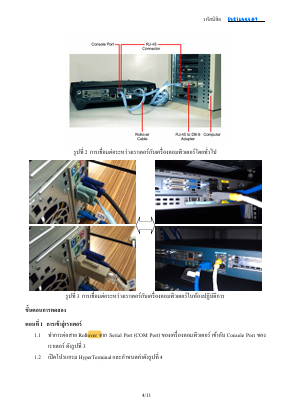 รหัสนิสิต
Console Port
RJ-45
Connector
Rollover
Cable
RJ-45 to DB-9
Adapter
Computer
รูปที่ 2 การเชื่อมต่อระหว่างเราเตอร์กับเครื่องคอมพิวเตอร์โดยทั่วไป
รูปที่ 3 การเชื่อมต่อระหว่างเราเตอร์กับเครื่องคอมพิวเตอร์ในห้องปฏิบัติการ
ขั้นตอนการทดลอง
ตอนที่ 1 การเข้าสู่เราเตอร์
1.1 ทำการต่อสาย Rollover จาก Serial Port (COM Port) ของเครื่องคอมพิวเตอร์ เข้ากับ Console Port ของ
เราเตอร์ ดังรูปที่ 3
1.2 เปิดโปรแกรม HyperTerminal และกำหนดค่าดังรูปที่ 4
4/11